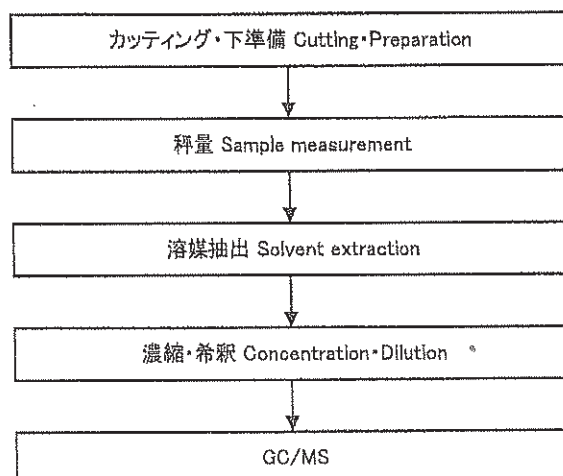 カッティング・下準備 Cutting・Preparation
秤量 Sample measurement
溶媒抽出 Solvent extraction
濃縮・希釈 Concentration・Dilution
GC/MS